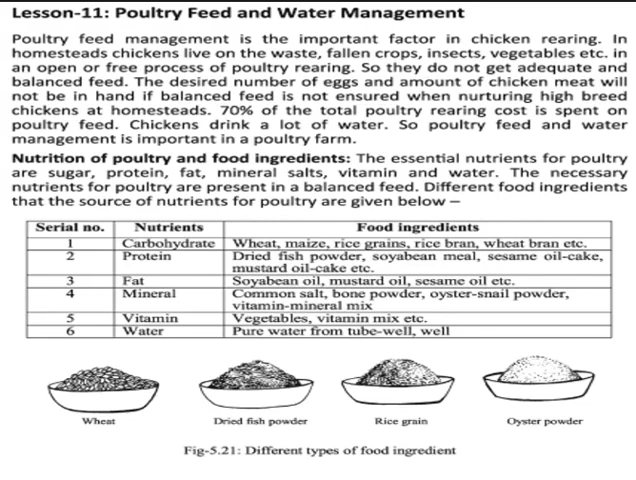 Lesson-11: Poultry Feed and Water Management
Poultry feed management is the important factor in chicken rearing. In
homesteads chickens live on the waste, fallen crops, insects, vegetables etc. in
an open or free process of poultry rearing. So they do not get adequate and
balanced feed. The desired number of eggs and amount of chicken meat will
not be in hand if balanced feed is not ensured when nurturing high breed
chickens at homesteads. 70% of the total poultry rearing cost is spent on
poultry feed. Chickens drink a lot of water. So poultry feed and water
management is important in a poultry farm.
Nutrition of poultry and food ingredients: The essential nutrients for poultry
are sugar, protein, fat, mineral salts, vitamin and water. The necessary
nutrients for poultry are present in a balanced feed. Different food ingredients
that the source of nutrients for poultry are given below –
Serial no. Nutrients Food ingredients
1 Carbohydrate Wheat, maize, rice grains, rice bran, wheat bran etc.
2 Protein Dried fish powder, soyabean meal, sesame oil-cake,
mustard oil-cake etc.
3 Fat Soyabean oil, mustard oil, sesame oil etc.
4 Mineral Common salt, bone powder, oyster-snail powder,
vitamin-mineral mix
5 Vitamin Vegetables, vitamin mix etc.
6 Water Pure water from tube-well, well
Wheat Dried fish powder Rice grain Oyster powder
Fig-5.21: Different types of food ingredient